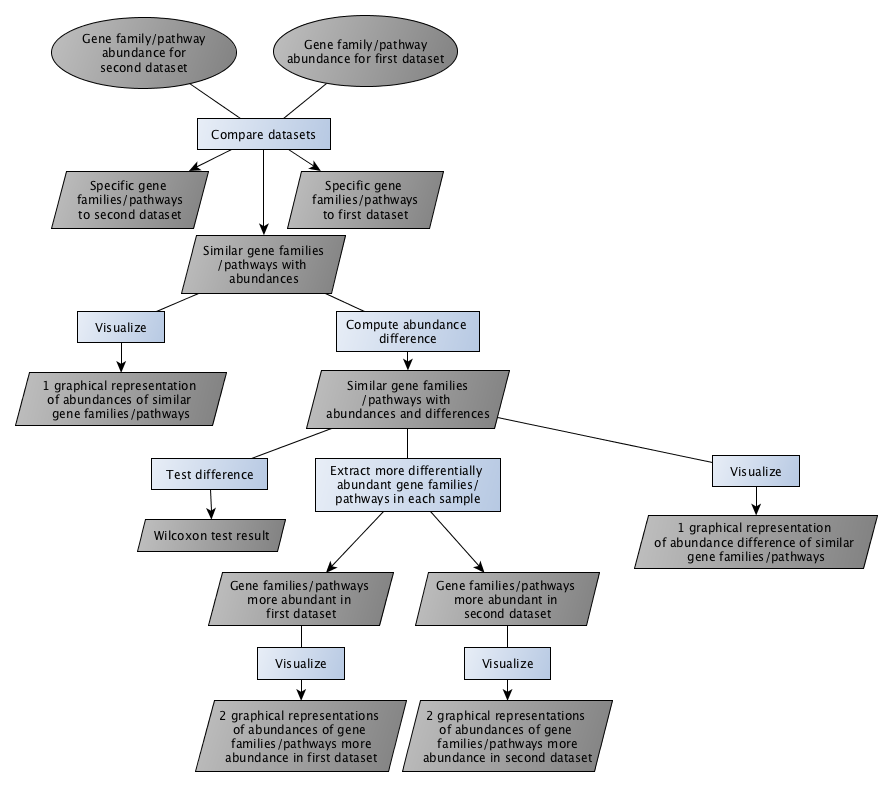 Gene family/pathway
abundance for
second dataset
Gene family/pathway
abundance for first dataset
Compare datasets
Specific gene
families/pathways
to second dataset
Specific gene
families/pathways
to first dataset
Similar gene families
/pathways with
abundances
Visualize
Compute abundance
difference
1 graphical representation
of abundances of similar
gene families/pathways
Similar gene families
/pathways with
abundances and differences
Test difference
Extract more differentially
abundant gene families/
pathways in each sample
Visualize
Wilcoxon test result
1 graphical representation
of abundance difference of similar
gene families/pathways
Gene families/pathways
more abundant in
first dataset
Gene families/pathways
more abundant in
second dataset
Visualize
Visualize
2 graphical representations
of abundances of gene
families/pathways more
abundance in first dataset
2 graphical representations
of abundances of gene
families/pathways more
abundance in second dataset